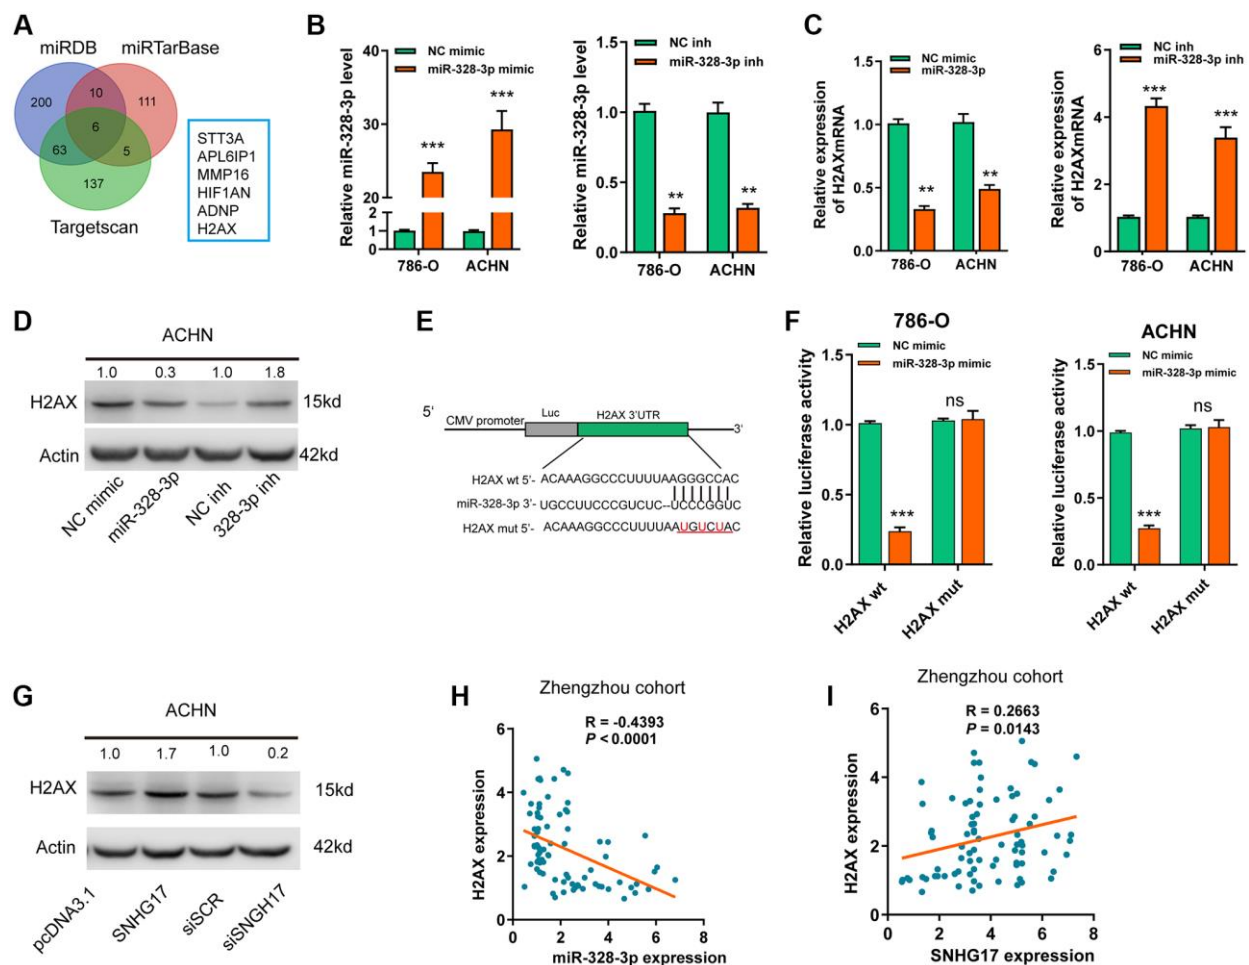 A
miRDB
miRTarBase
200
10
111
6
63
5
137
Targetscan
STT3A
APL6IP1
MMP16
HIF1AN
ADNP
H2AX
B
NC mimic
miR-328-3p mimic
Relative miR-328-3p level
40
30
20
2
1
0
***
***
786-O
ACHN
NC inh
miR-328-3p inh
Relative miR-328-3p level
1.5
1.0
0.5
0.0
**
**
786-O
ACHN
C
NC mimic
miR-328-3p
Relative expression
of H2AXmRNA
1.5
1.0
0.5
0.0
**
**
786-O
ACHN
NC inh
miR-328-3p inh
Relative expression
of H2AXmRNA
6
4
2
0
***
***
786-O
ACHN
D
ACHN
1.0 0.3 1.0 1.8
H2AX
15kd
Actin
42kd
NC mimic
miR-328-3p
NC inh
328-3p inh
E
5'
CMV promoter
Luc
H2AX 3'UTR
3'
H2AX wt 5'- ACAAAGGCCCUUUUAAGGGCCAC
miR-328-3p 3'- UGCCUUCCCGUCUC--UCCCGGUC
H2AX mut 5'- ACAAAGGCCCUUUUAAUGUCUAC
F
786-O
NC mimic
miR-328-3p mimic
Relative luciferase activity
1.5
1.0
0.5
0.0
***
ns
H2AX wt
H2AX mut
ACHN
NC mimic
miR-328-3p mimic
Relative luciferase activity
1.5
1.0
0.5
0.0
***
ns
H2AX wt
H2AX mut
G
ACHN
1.0 1.7 1.0 0.2
H2AX
15kd
Actin
42kd
pcDNA3.1
SNHG17
siSCR
siSNGH17
H
Zhengzhou cohort
R = -0.4393
P < 0.0001
H2AX expression
6
4
2
0
0 2 4 6 8
miR-328-3p expression
I
Zhengzhou cohort
R = 0.2663
P = 0.0143
H2AX expression
6
4
2
0
0 2 4 6 8
SNHG17 expression